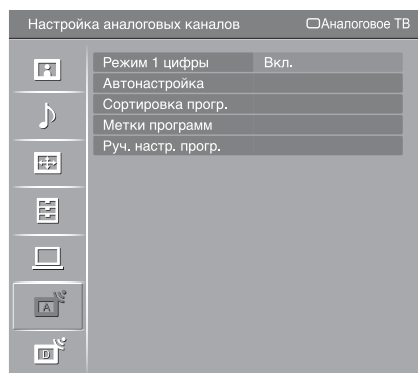 Настройка аналоговых каналов Аналоговое ТВ
Режим 1 цифры Вкл.
Автонастройка
Сортировка прогр.
Метки программ
Руч. настр. прогр.
A
D